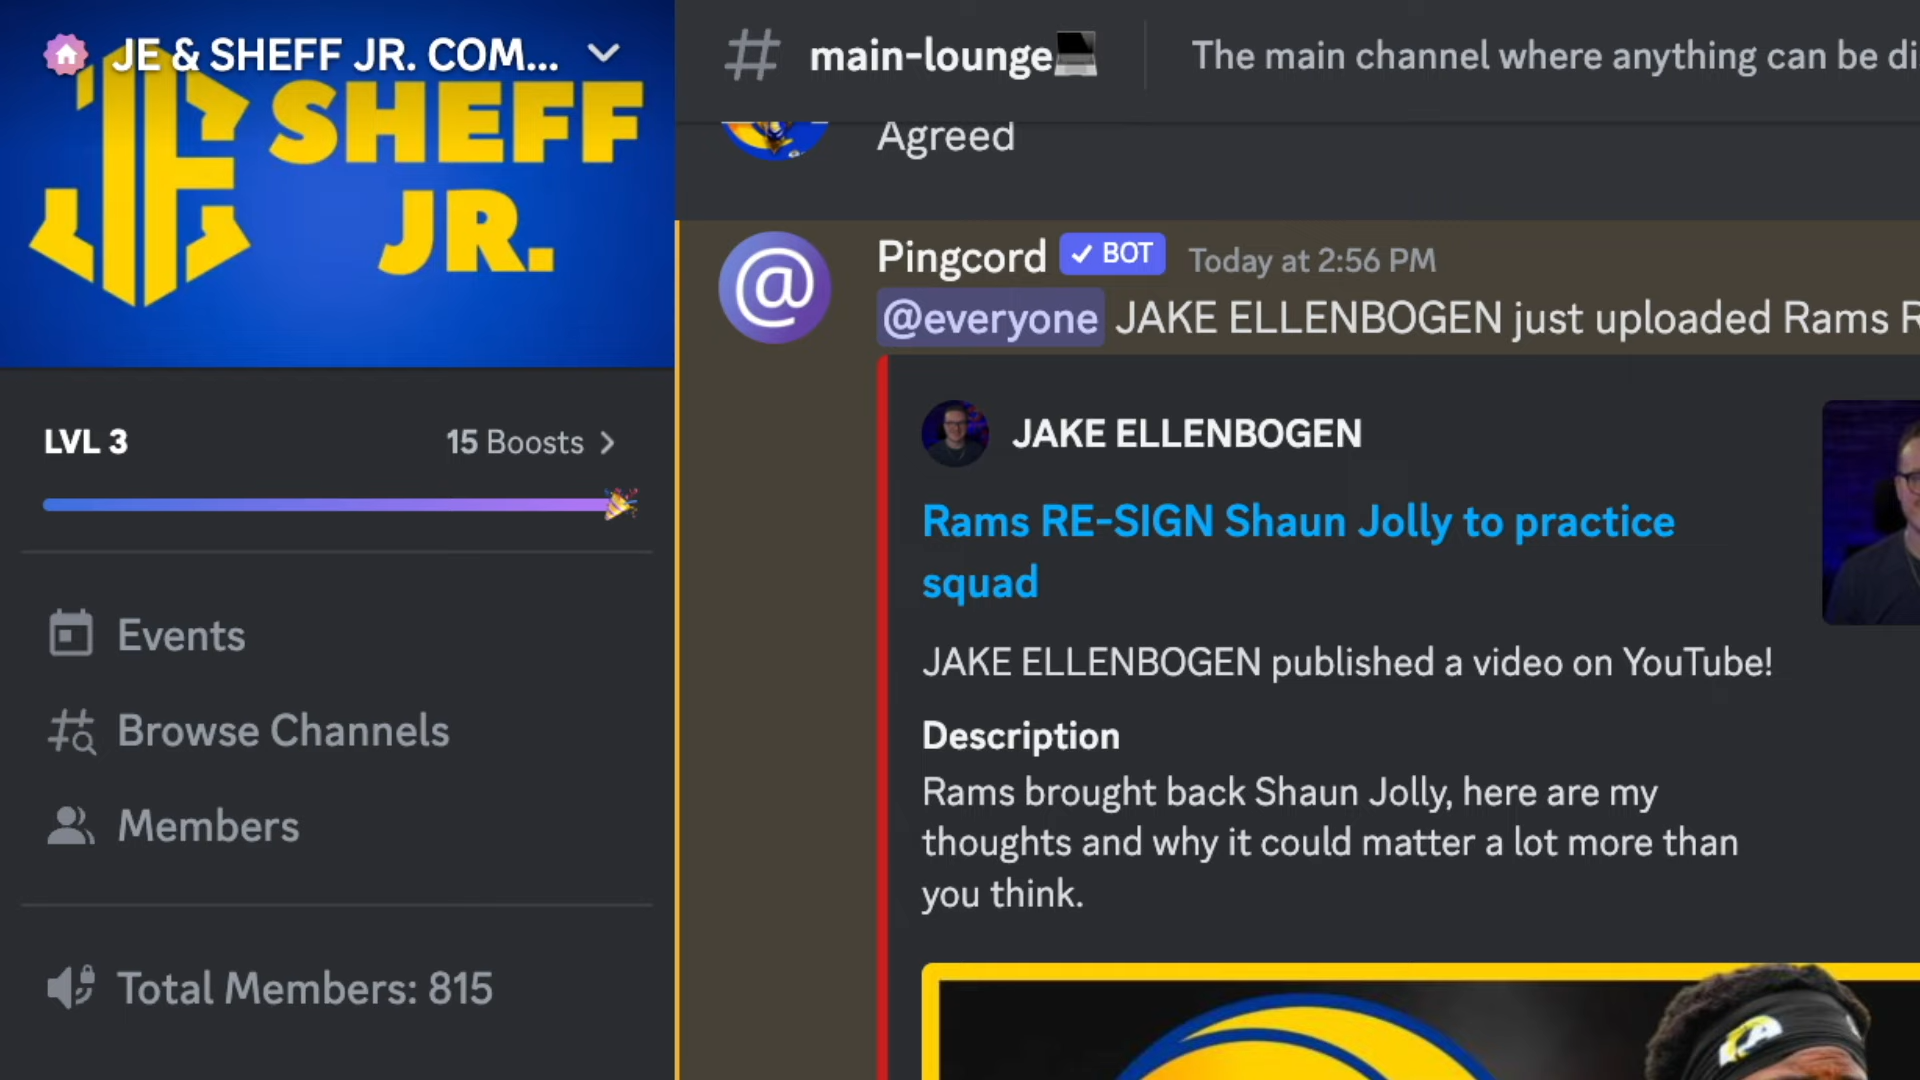 JE & SHEFF JR. COM...
SHEFF
JR.
LVL 3
15 Boosts
Events
Browse Channels
Members
Total Members: 815
main-lounge
The main channel where anything can be
Agreed
Pingcord ✓ BOT Today at 2:56 PM
@everyone JAKE ELLENBOGEN just uploaded Rams
JAKE ELLENBOGEN
Rams RE-SIGN Shaun Jolly to practice
squad
JAKE ELLENBOGEN published a video on YouTube!
Description
Rams brought back Shaun Jolly, here are my
thoughts and why it could matter a lot more than
you think.